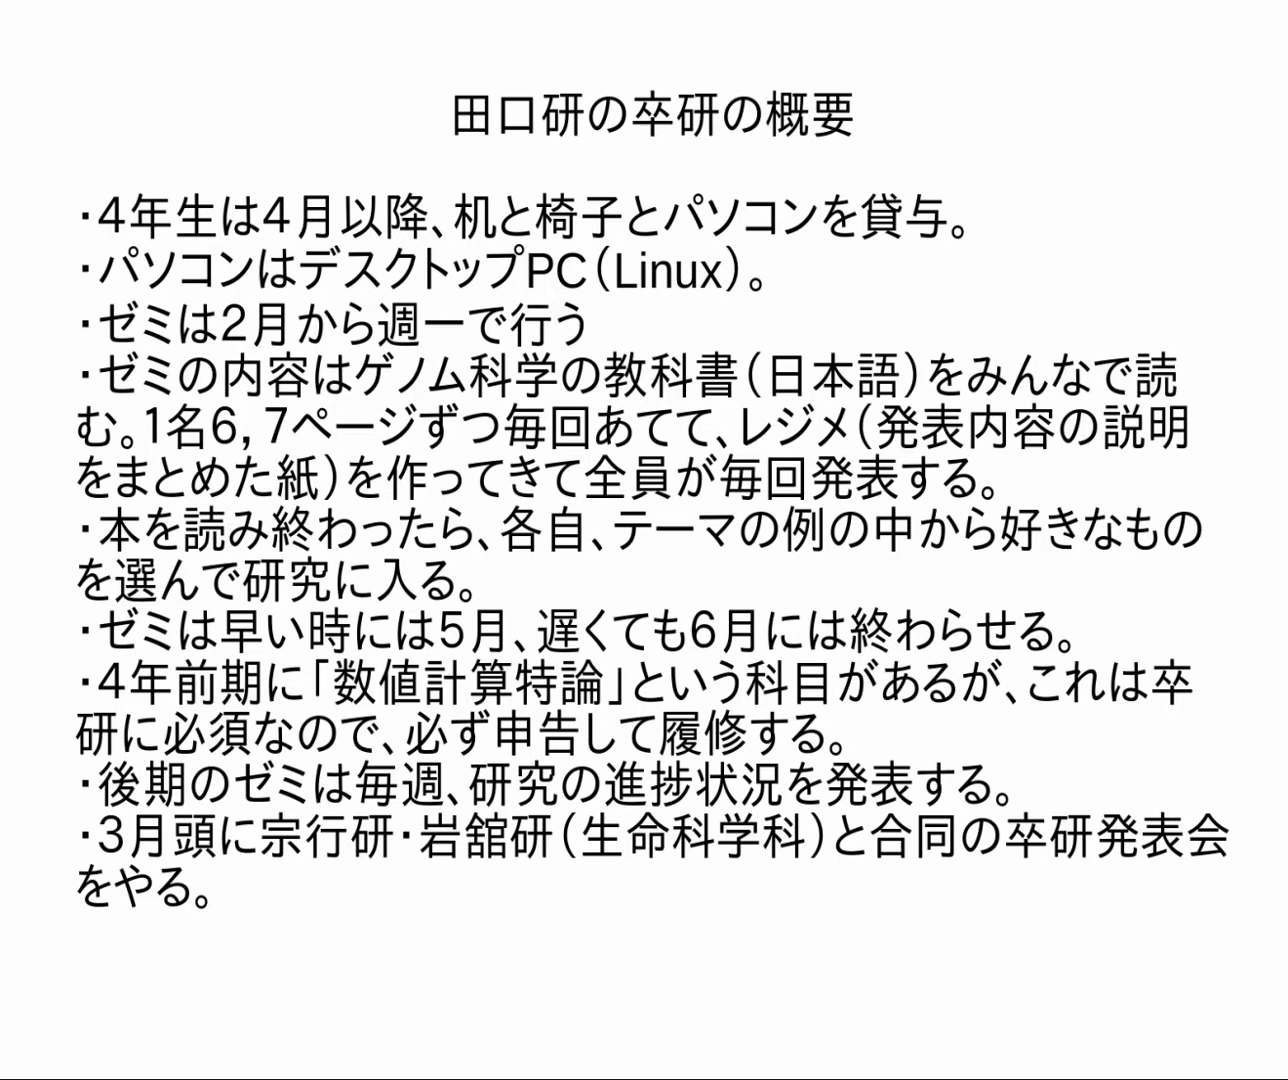 田口研の卒研の概要
・4年生は4月以降、机と椅子とパソコンを貸与。
・パソコンはデスクトップPC（Linux）。
・ゼミは2月から週一で行う
・ゼミの内容はゲノム科学の教科書（日本語）をみんなで読
む。1名6，7ページずつ毎回あてて、レジメ（発表内容の説明
をまとめた紙）を作ってきて全員が毎回発表する。
・本を読み終わったら、各自、テーマの例の中から好きなもの
を選んで研究に入る。
・ゼミは早い時には5月、遅くても6月には終わらせる。
・4年前期に「数値計算特論」という科目があるが、これは卒
研に必須なので、必ず申告して履修する。
・後期のゼミは毎週、研究の進捗状況を発表する。
・3月頭に宗行研・岩舘研（生命科学科）と合同の卒研発表会
をやる。